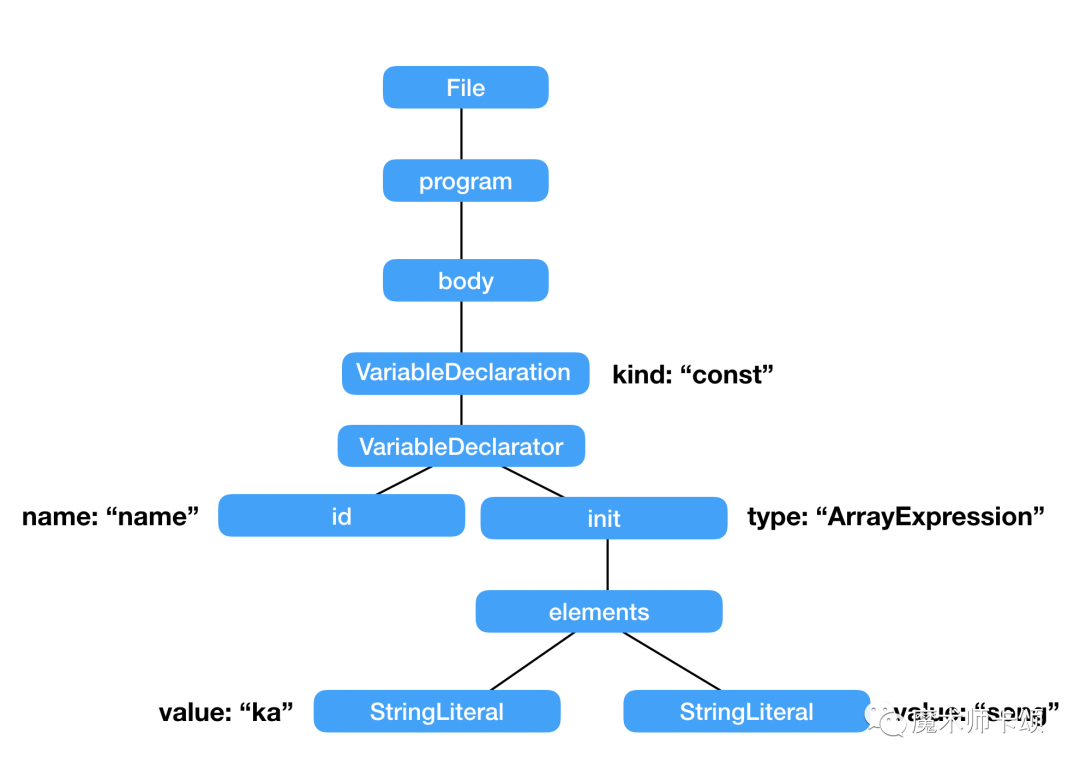 File
program
body
VariableDeclaration
kind: “const”
VariableDeclarator
name: “name”
id
init
type: “ArrayExpression”
elements
value: “ka”
StringLiteral
StringLiteral
value: “song”
魔术师卡颂